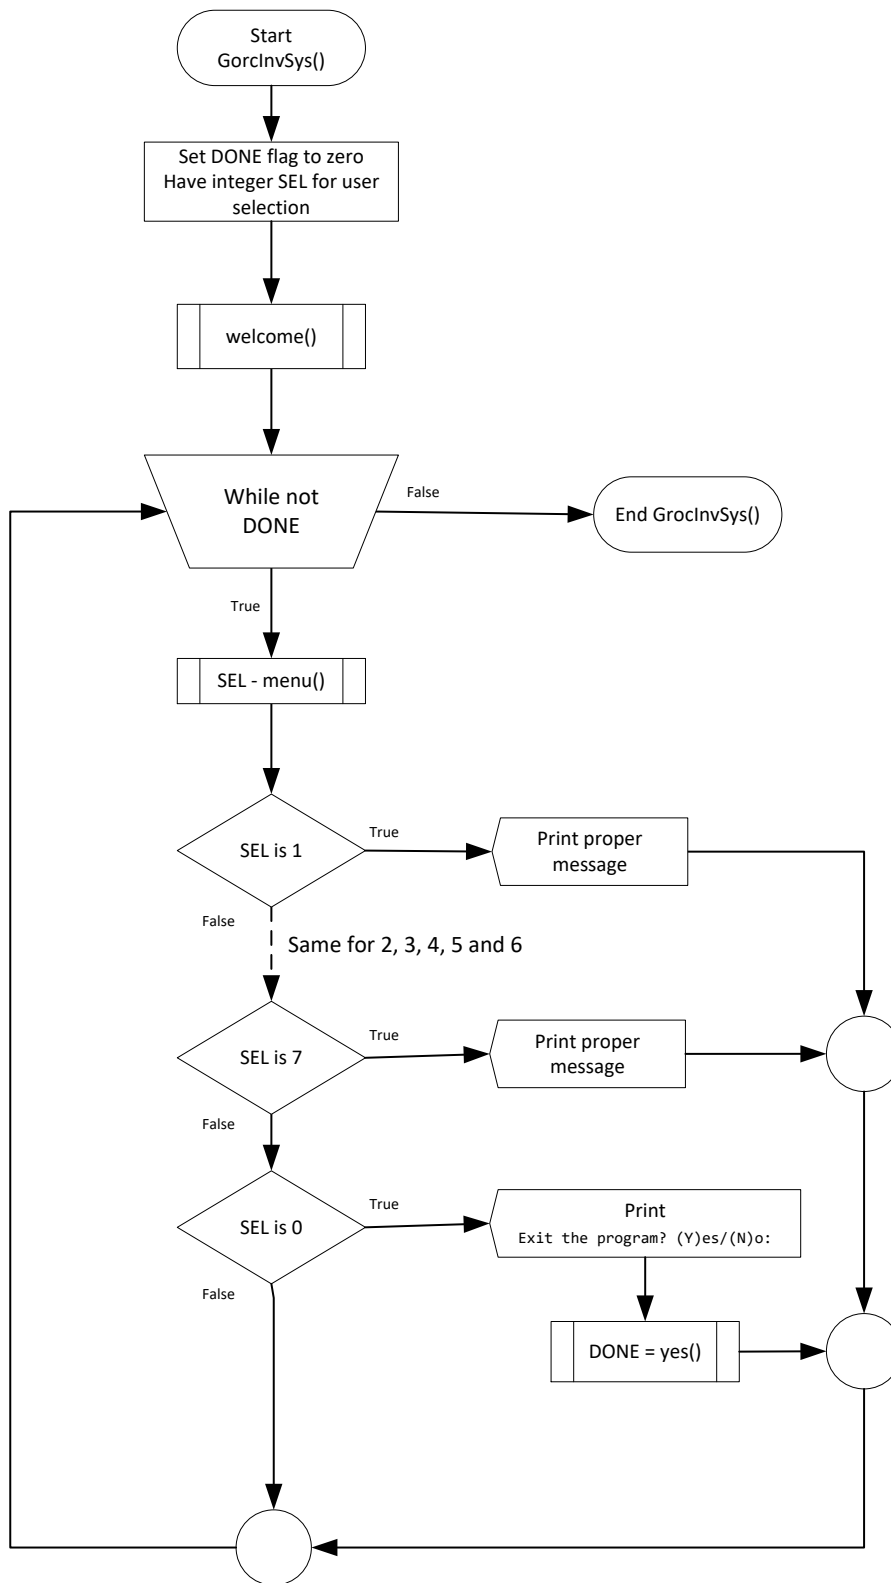 Start
GorcInvSys()
Set DONE flag to zero
Have integer SEL for user
selection
welcome()
While not
DONE
False
End GrocInvSys()
True
SEL - menu()
SEL is 1
True
Print proper
message
False
Same for 2, 3, 4, 5 and 6
SEL is 7
True
Print proper
message
False
SEL is 0
True
Print
Exit the program? (Y)es/(N)o:
False
DONE = yes()